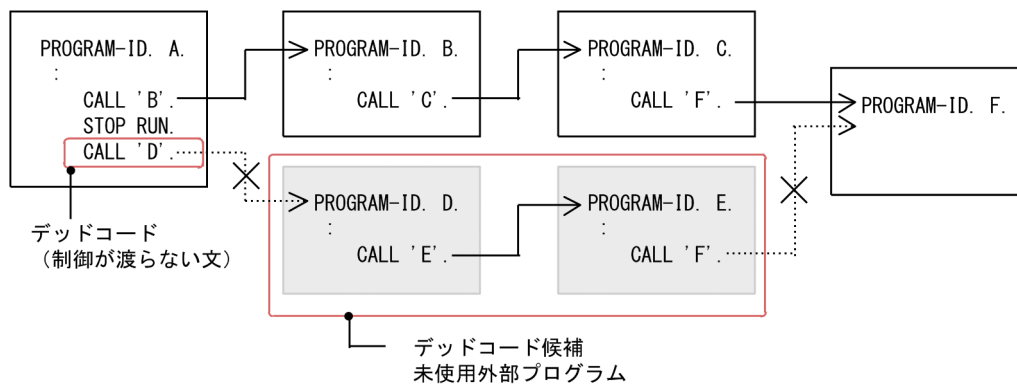 PROGRAM-ID. A.
:
CALL 'B'.
STOP RUN.
CALL 'D'.
PROGRAM-ID. B.
:
CALL 'C'.
PROGRAM-ID. C.
:
CALL 'F'.
PROGRAM-ID. F.
PROGRAM-ID. D.
:
CALL 'E'.
PROGRAM-ID. E.
:
CALL 'F'.
デッドコード
（制御が渡らない文）
デッドコード候補
未使用外部プログラム